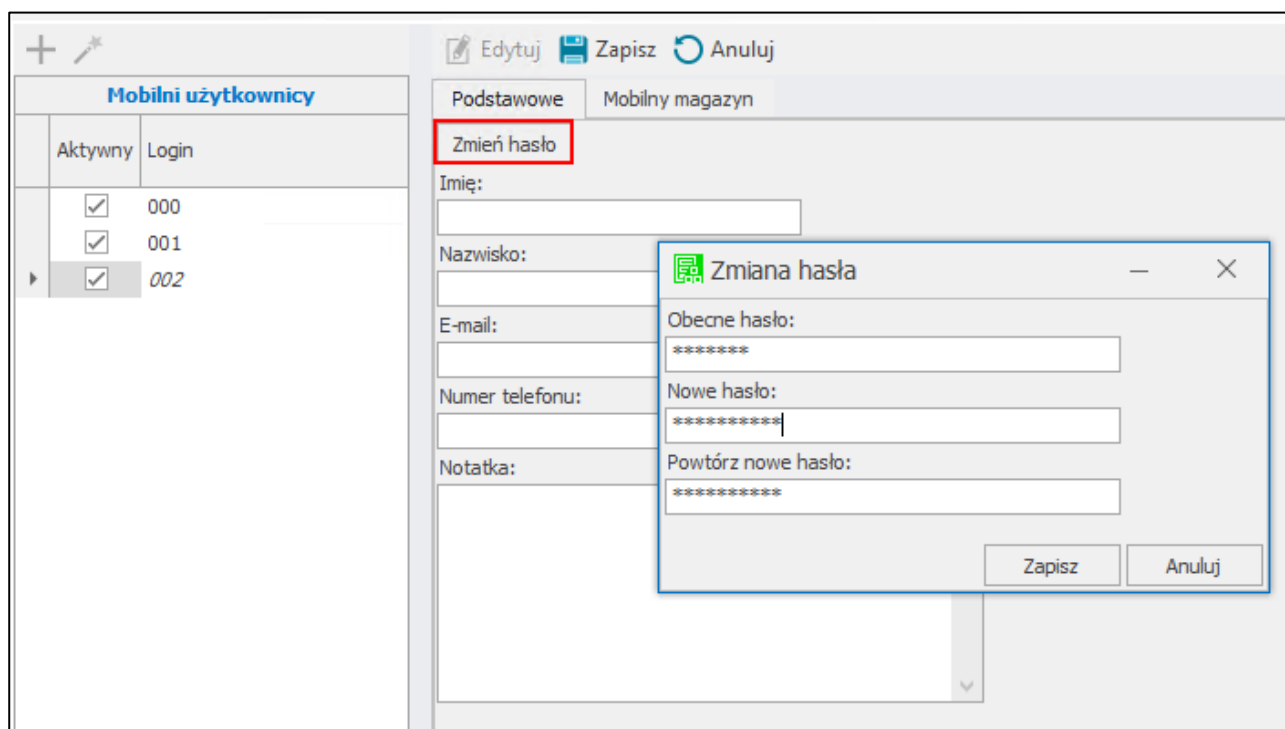 Edytuj Zapisz Anuluj
Mobilni użytkownicy
Podstawowe Mobilny magazyn
Aktywny Login
Zmień hasło
Imię:
000
001
002
Nazwisko:
E-mail:
Numer telefonu:
Notatka:
Zmiana hasła
Obecne hasło:
*******
Nowe hasło:
**********
Powtórz nowe hasło:
**********
Zapisz Anuluj